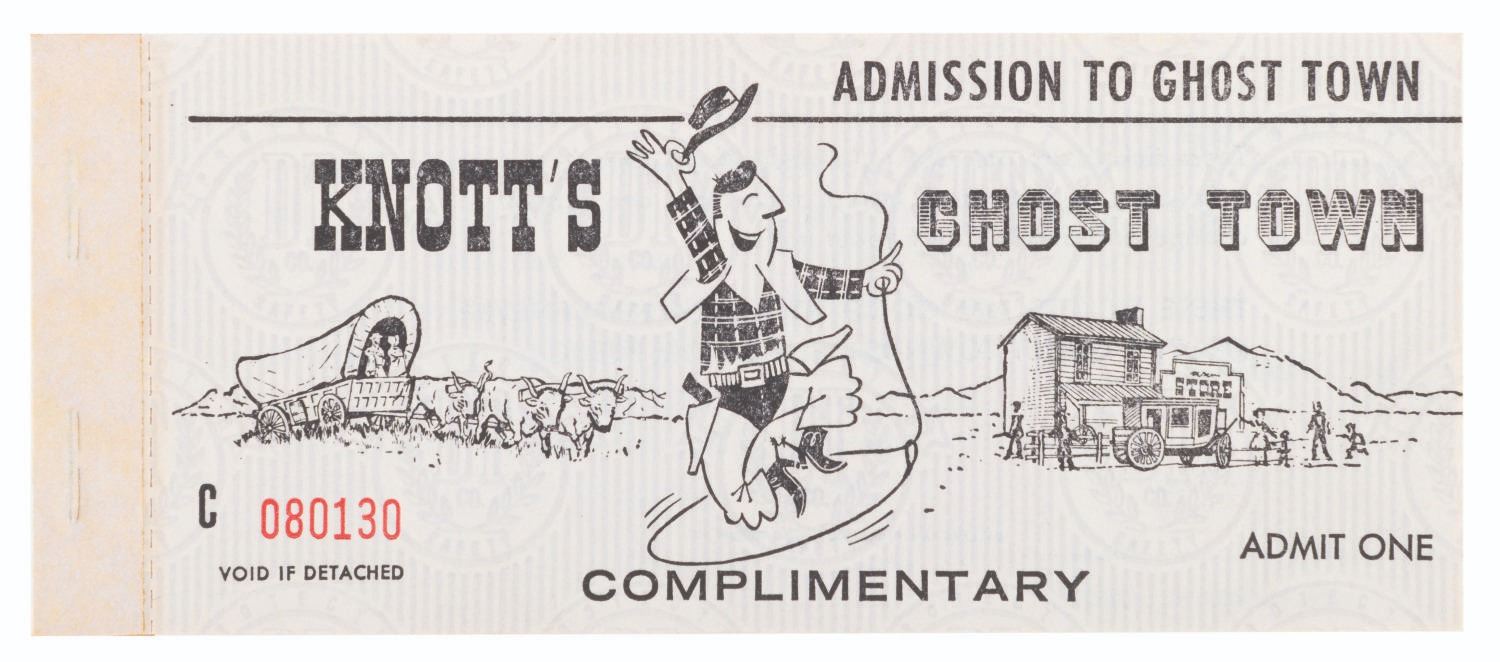 ADMISSION TO GHOST TOWN
KNOTT'S
GHOST TOWN
STORE
C 080130
VOID IF DETACHED
ADMIT ONE
COMPLIMENTARY